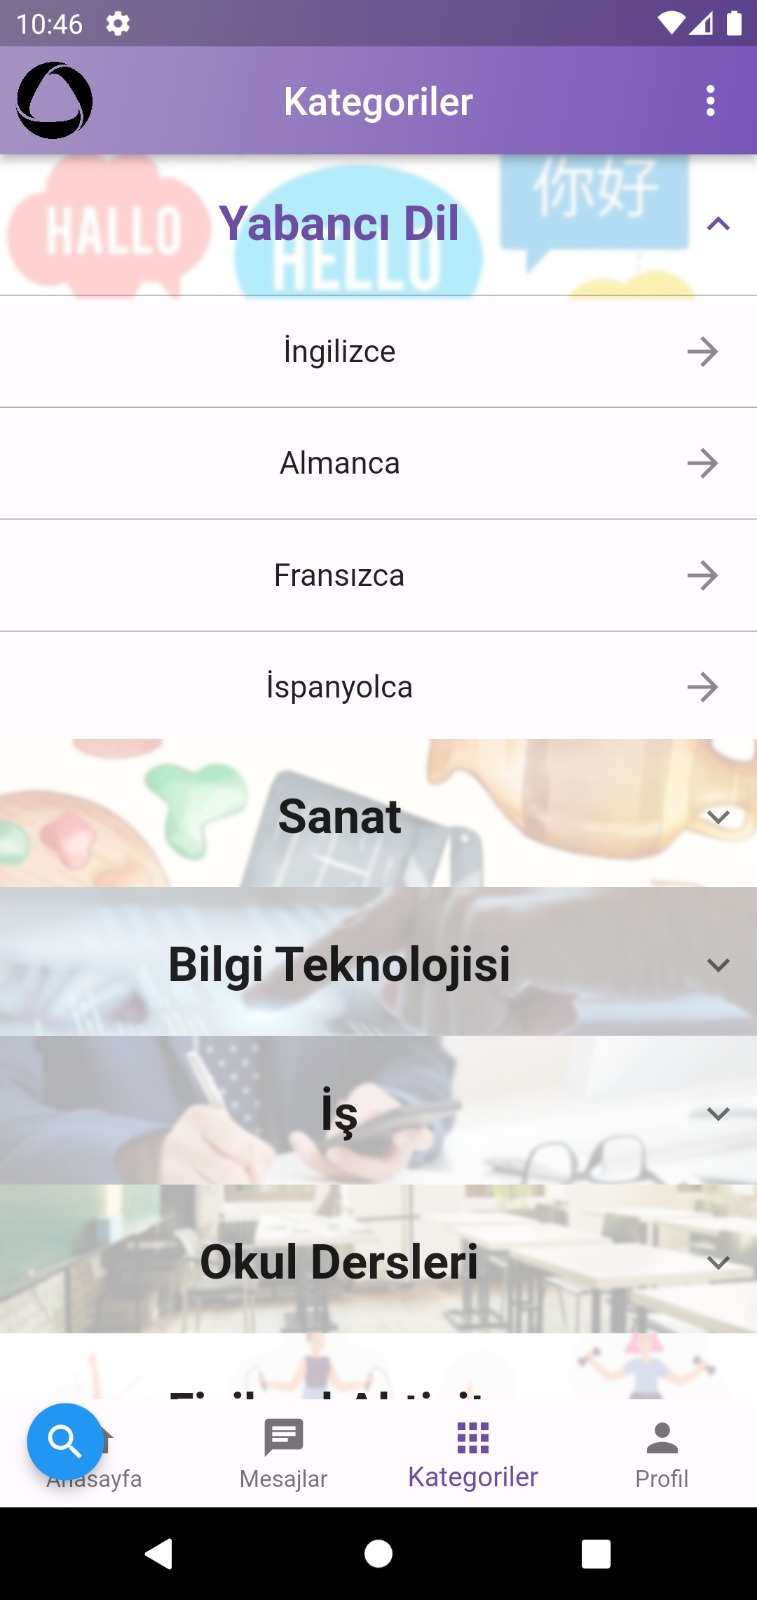 10:46
Kategoriler
HALLO
HELLO
你好
Yabancı Dil
İngilizce
Almanca
Fransızca
İspanyolca
Sanat
Bilgi Teknolojisi
İş
Okul Dersleri
Anasayfa
Mesajlar
Kategoriler
Profil